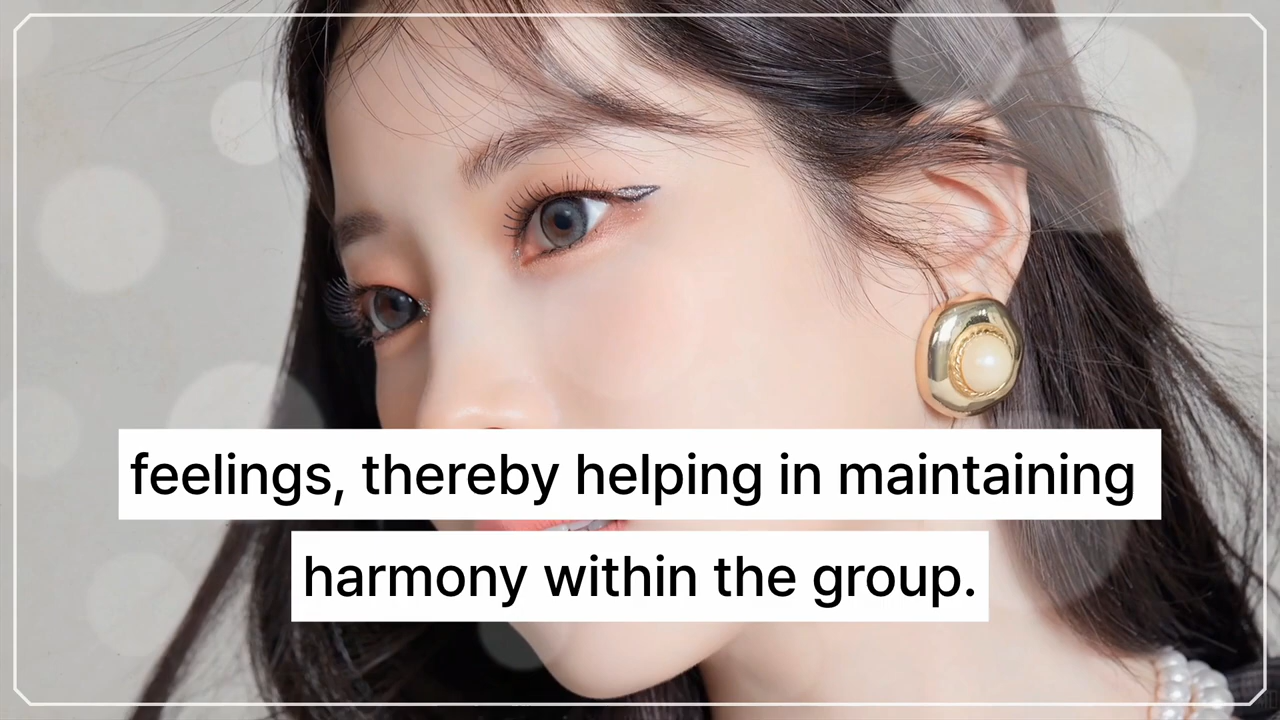 feelings, thereby helping in maintaining
harmony within the group.